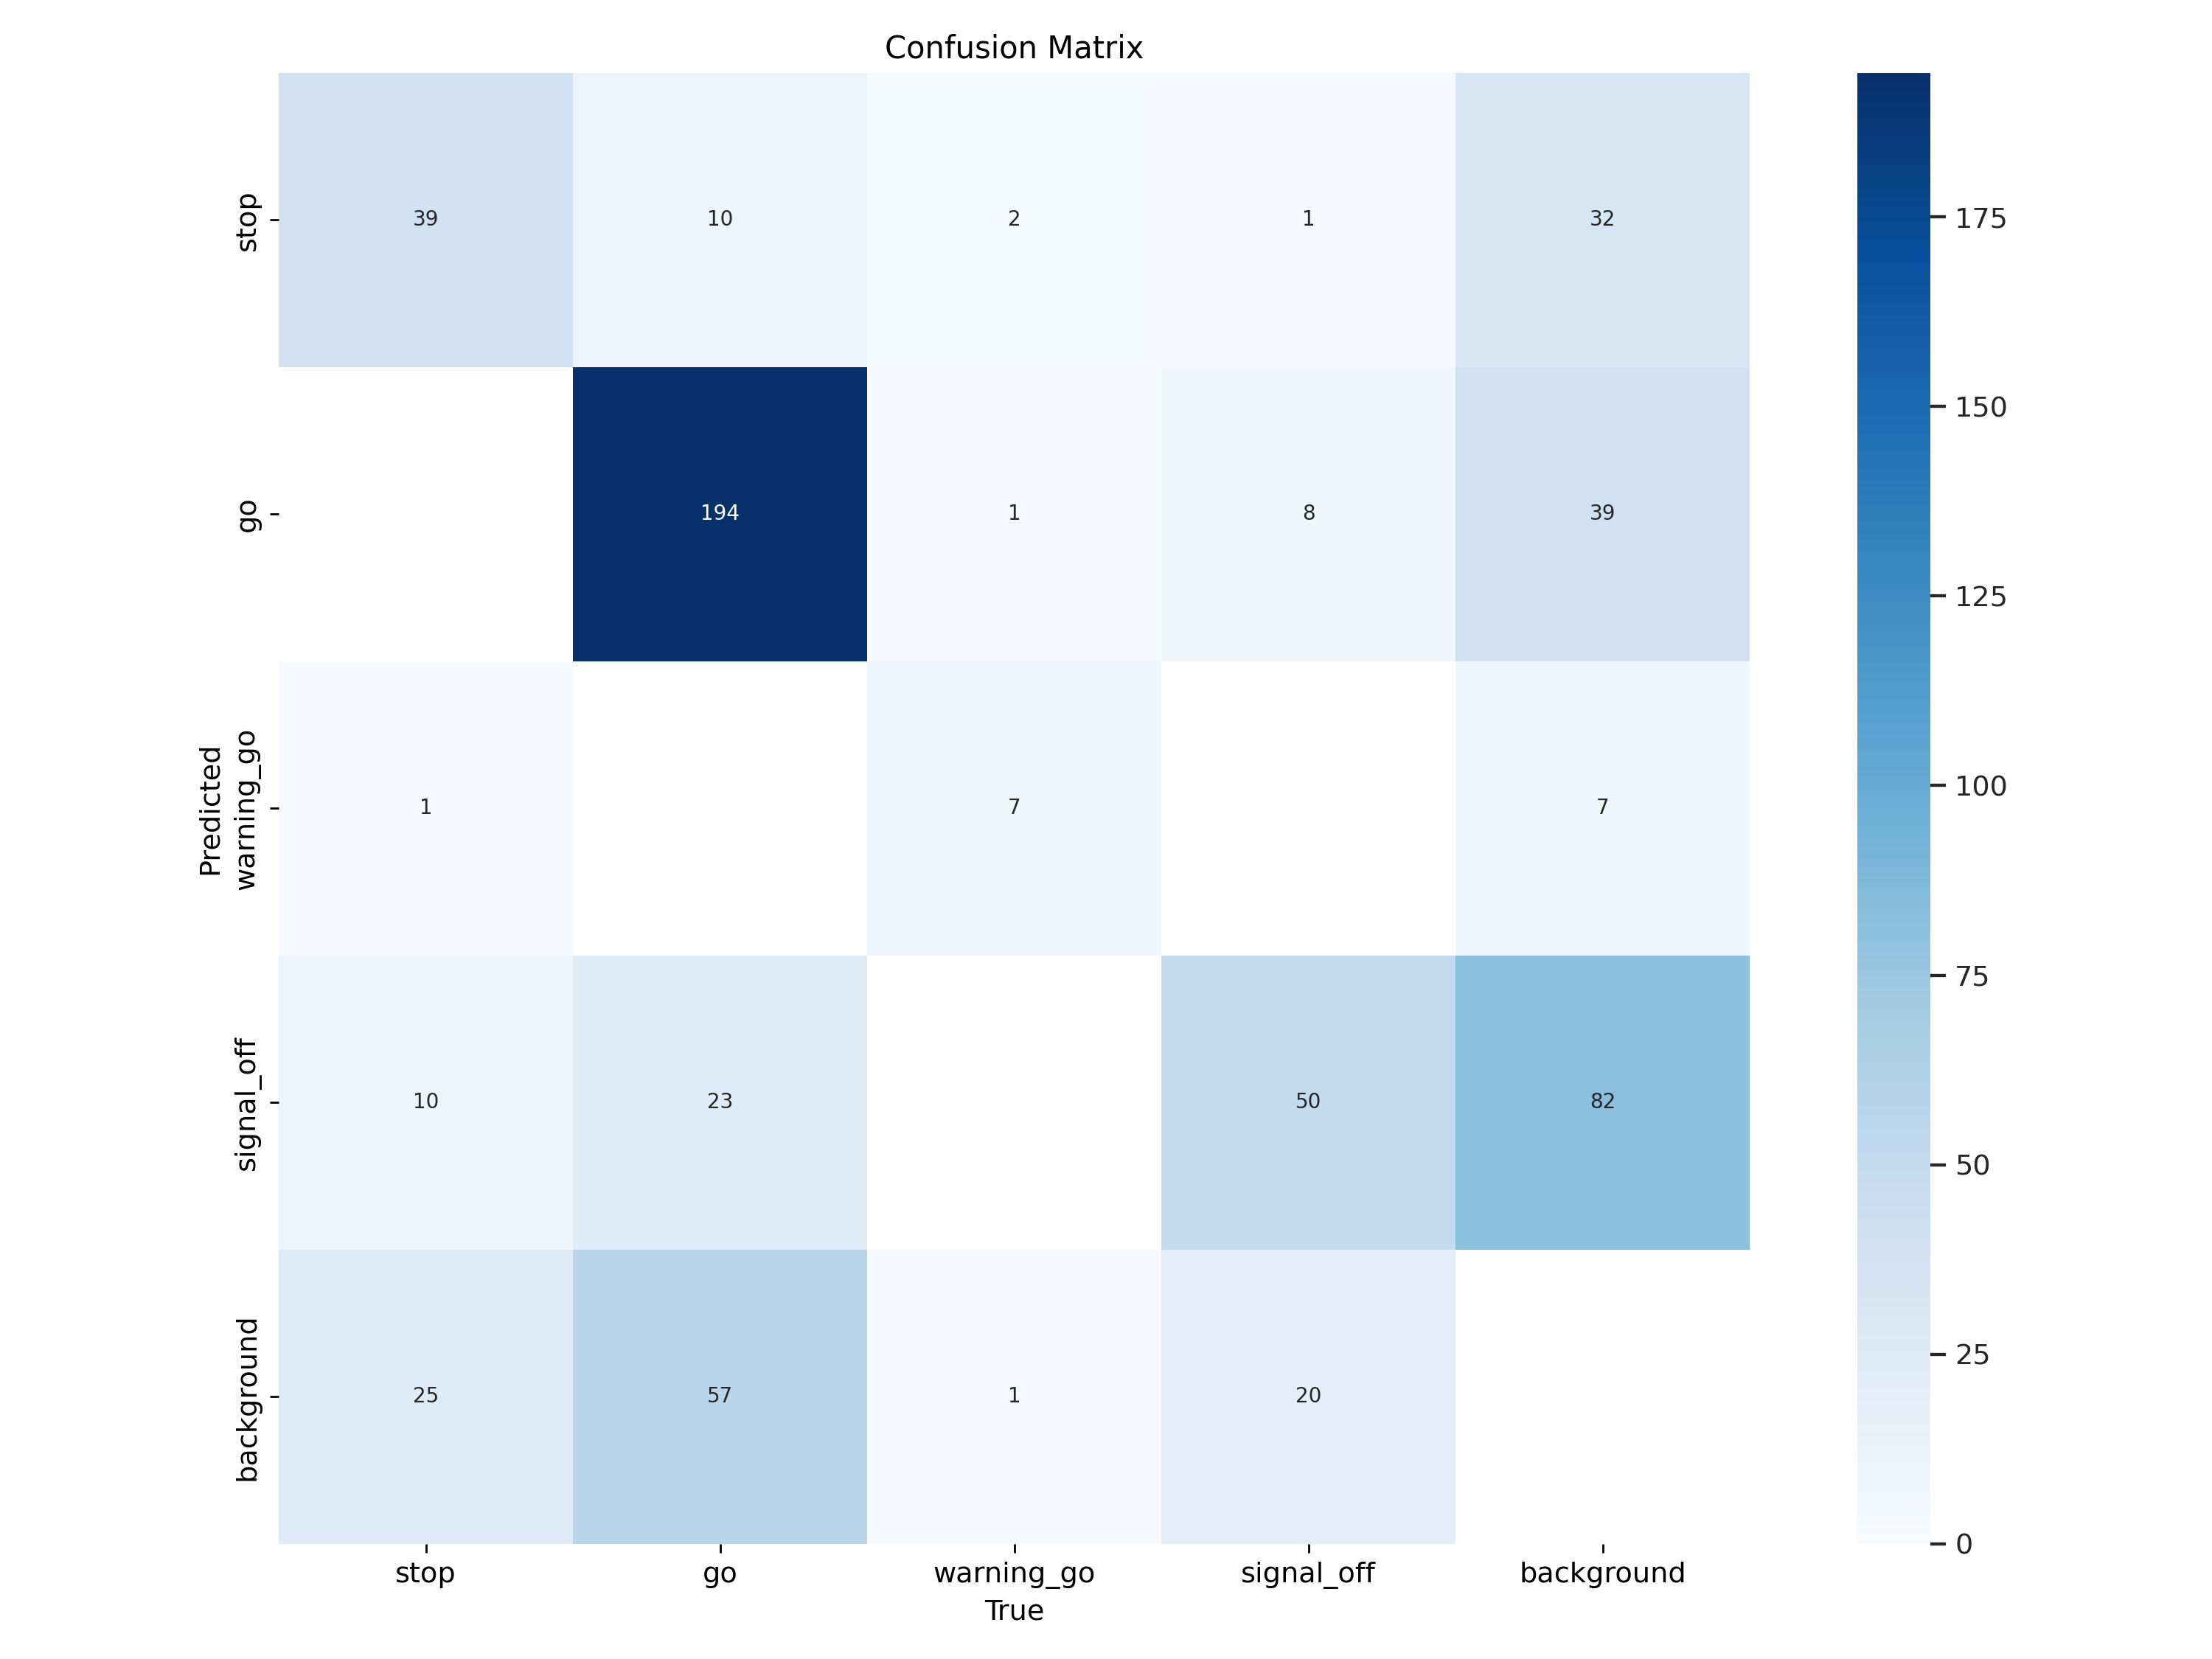 Confusion Matrix
stop 39 10 2 1 32
go 194 1 8 39
warning_go 1 7 7
signal_off 10 23 50 82
background 25 57 1 20
Predicted
stop go warning_go signal_off background
True
175
150
125
100
75
50
25
0